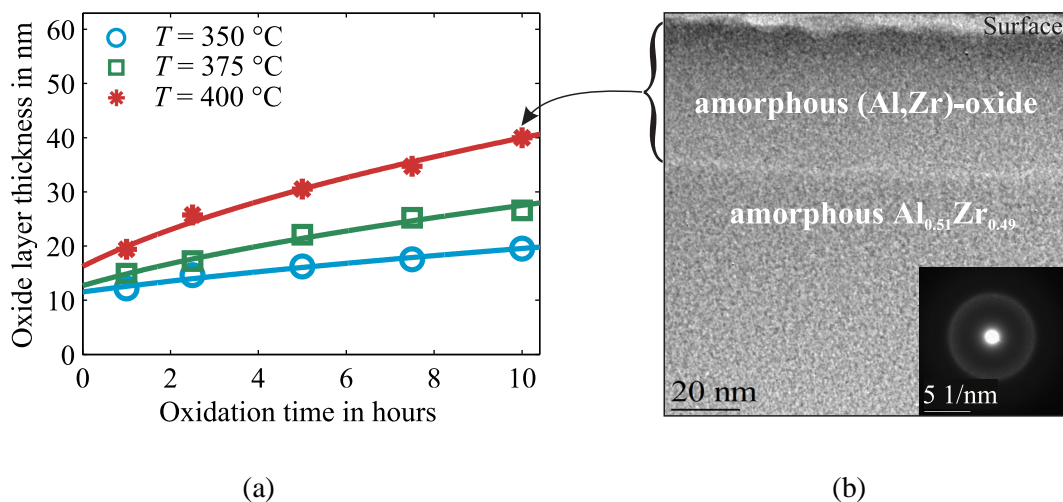 60
50
40
30
20
10
0
0 2 4 6 8 10
Oxide layer thickness in nm
Oxidation time in hours
T = 350 °C
T = 375 °C
T = 400 °C
(a)
Surface
amorphous (Al,Zr)-oxide
amorphous Al₀.₅₁Zr₀.₄₉
20 nm
5 1/nm
(b)